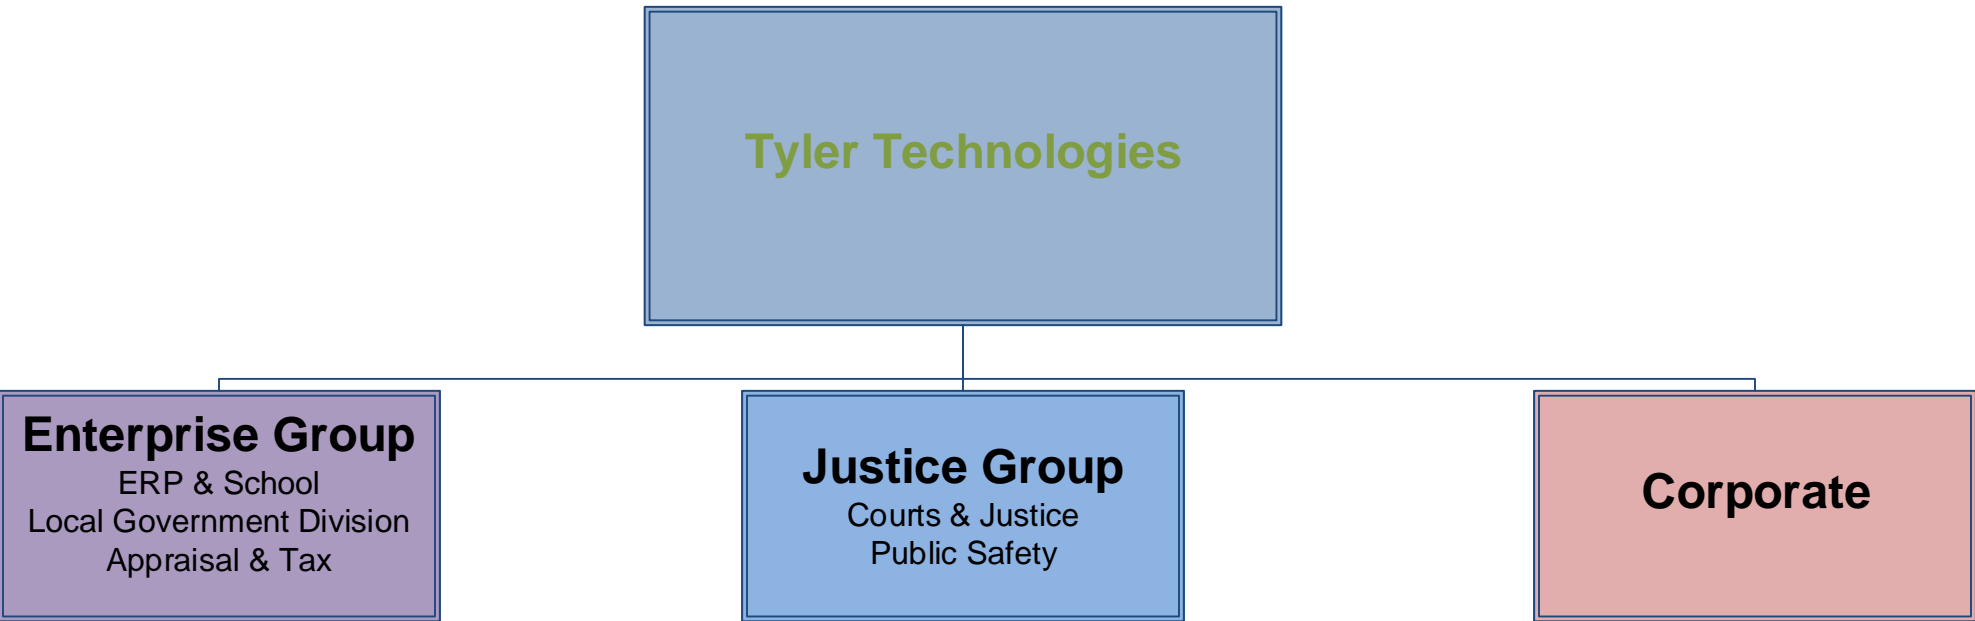 Tyler Technologies
Enterprise Group
ERP & School
Local Government Division
Appraisal & Tax
Justice Group
Courts & Justice
Public Safety
Corporate